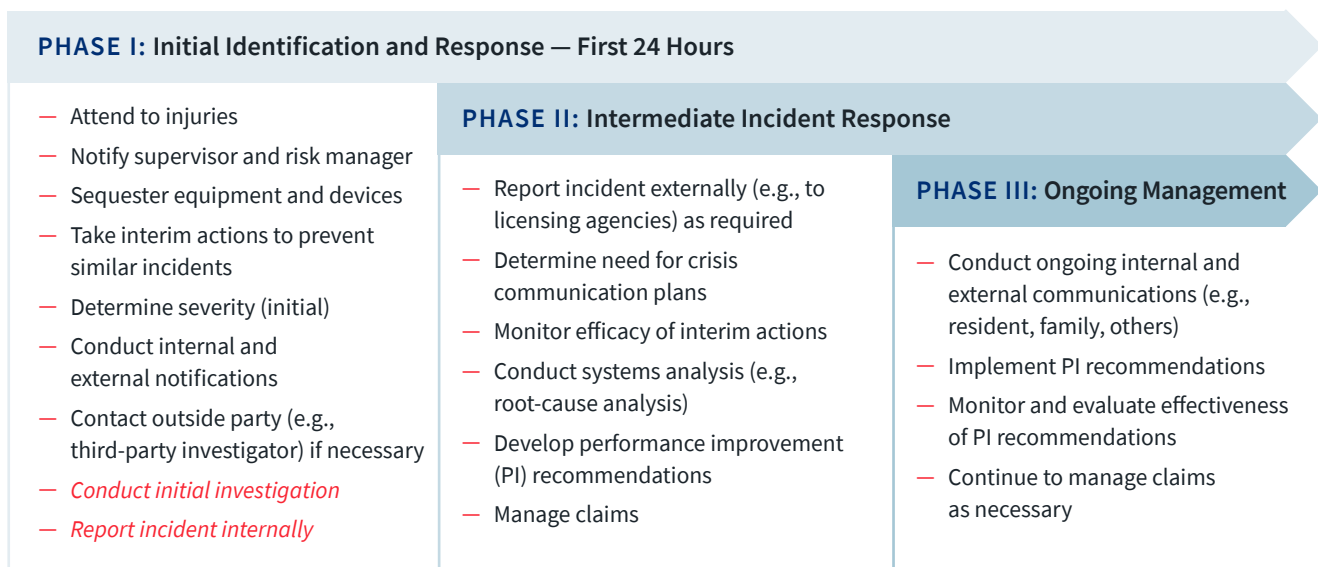 PHASE I: Initial Identification and Response — First 24 Hours
— Attend to injuries
— Notify supervisor and risk manager
— Sequester equipment and devices
— Take interim actions to prevent
similar incidents
— Determine severity (initial)
— Conduct internal and
external notifications
— Contact outside party (e.g.,
third-party investigator) if necessary
— Conduct initial investigation
— Report incident internally
PHASE II: Intermediate Incident Response
— Report incident externally (e.g., to
licensing agencies) as required
— Determine need for crisis
communication plans
— Monitor efficacy of interim actions
— Conduct systems analysis (e.g.,
root-cause analysis)
— Develop performance improvement
(PI) recommendations
— Manage claims
PHASE III: Ongoing Management
— Conduct ongoing internal and
external communications (e.g.,
resident, family, others)
— Implement PI recommendations
— Monitor and evaluate effectiveness
of PI recommendations
— Continue to manage claims
as necessary